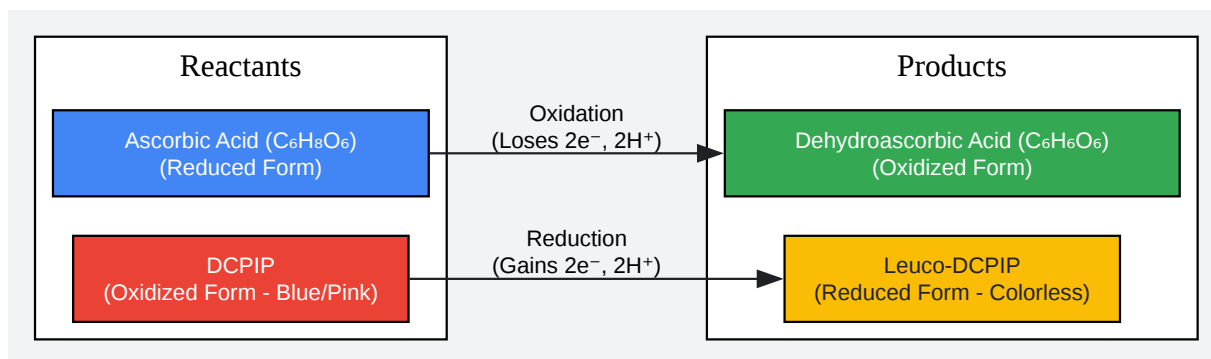 Reactants
Products
Ascorbic Acid (C₆H₈O₆)
(Reduced Form)
Oxidation
(Loses 2e⁻, 2H⁺)
Dehydroascorbic Acid (C₆H₆O₆)
(Oxidized Form)
DCPIP
(Oxidized Form - Blue/Pink)
Reduction
(Gains 2e⁻, 2H⁺)
Leuco-DCPIP
(Reduced Form - Colorless)